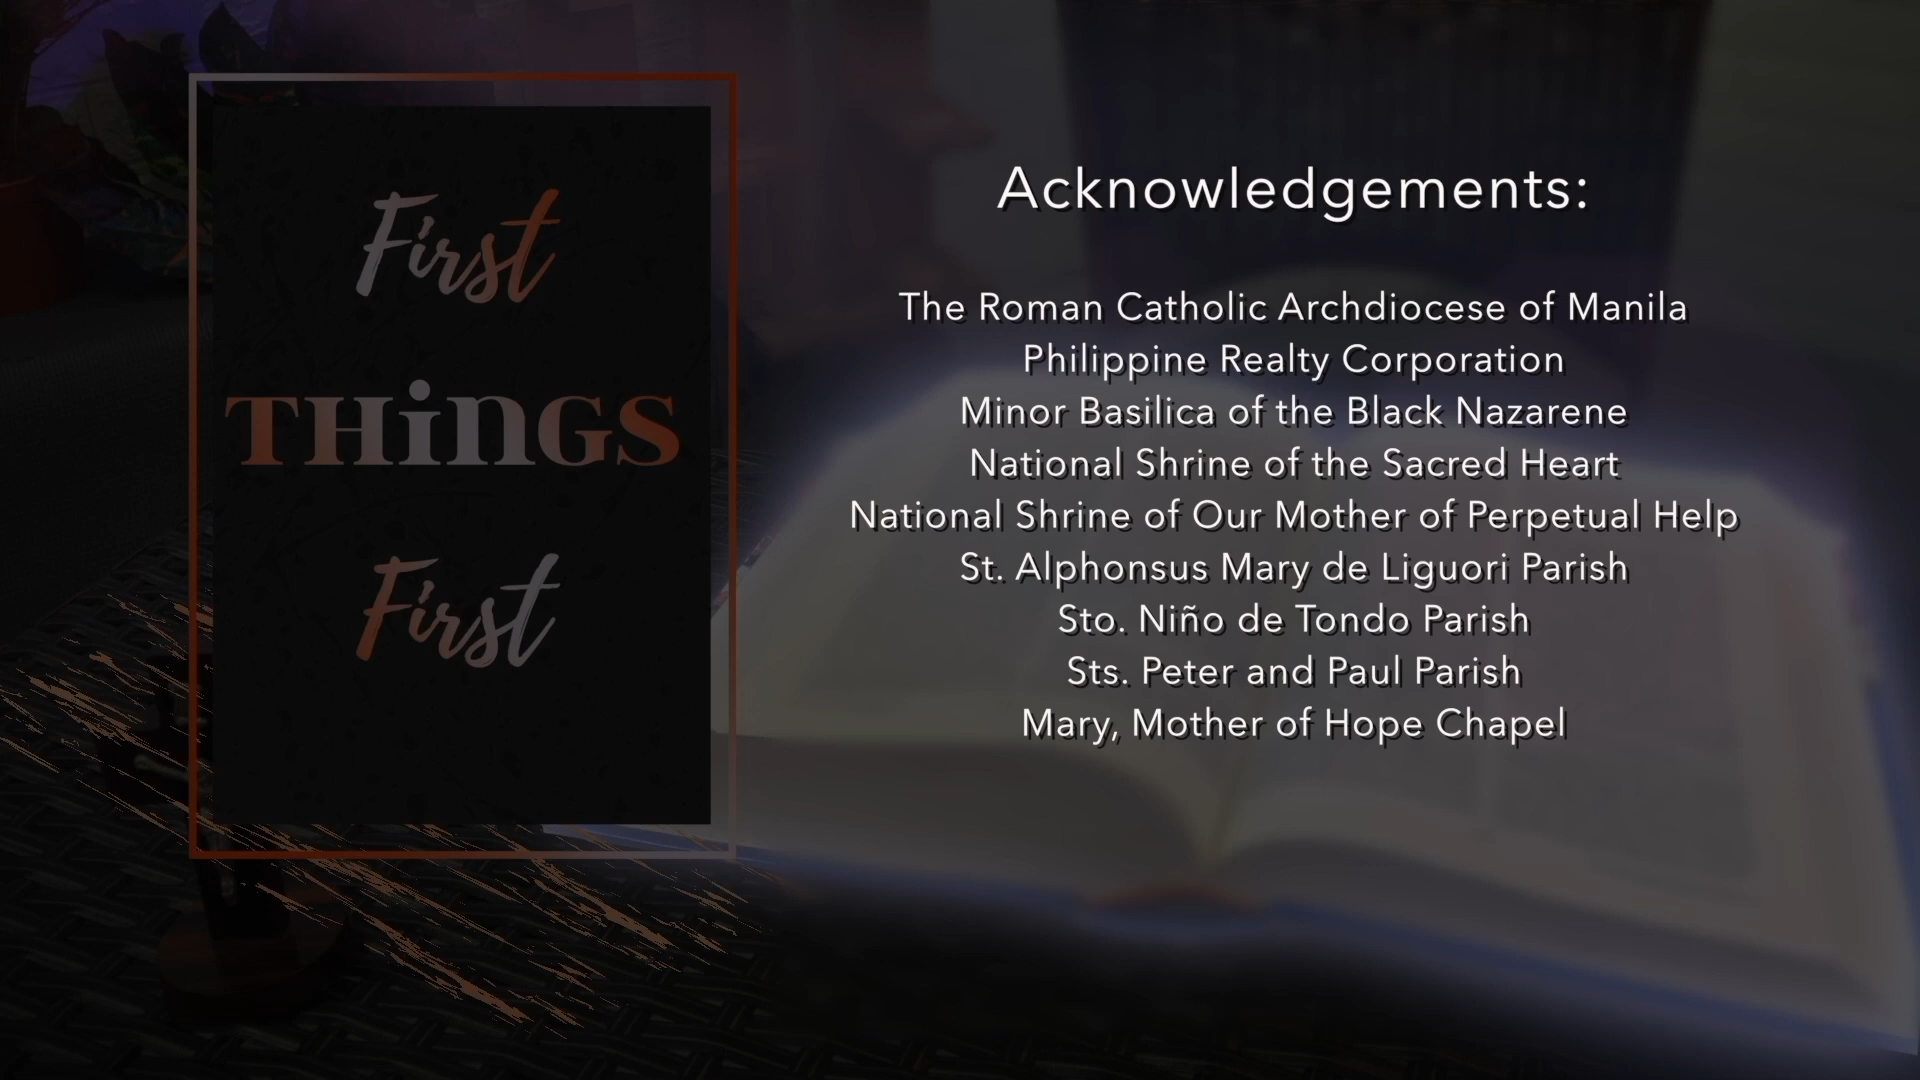 First
THiNGS
First
Acknowledgements:
The Roman Catholic Archdiocese of Manila
Philippine Realty Corporation
Minor Basilica of the Black Nazarene
National Shrine of the Sacred Heart
National Shrine of Our Mother of Perpetual Help
St. Alphonsus Mary de Liguori Parish
Sto. Niño de Tondo Parish
Sts. Peter and Paul Parish
Mary, Mother of Hope Chapel